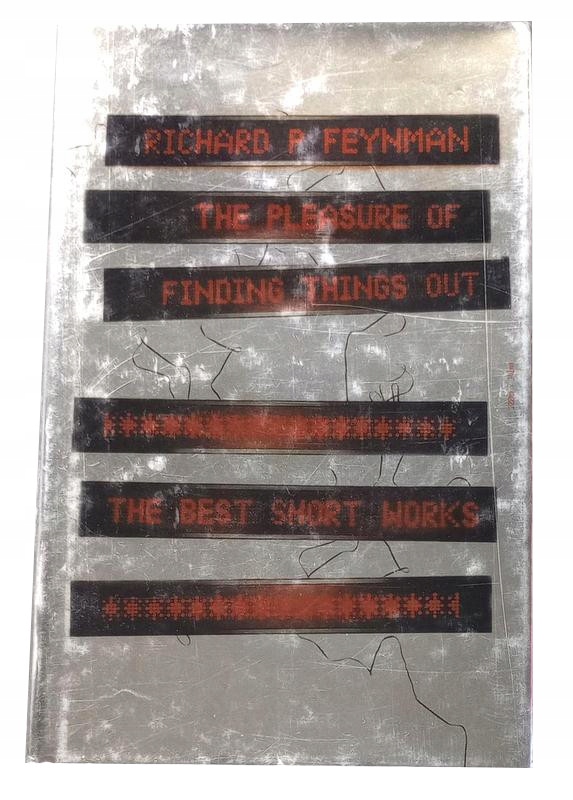 RICHARD P FEYNMAN
THE PLEASURE OF
FINDING THINGS OUT
THE BEST SHORT WORKS